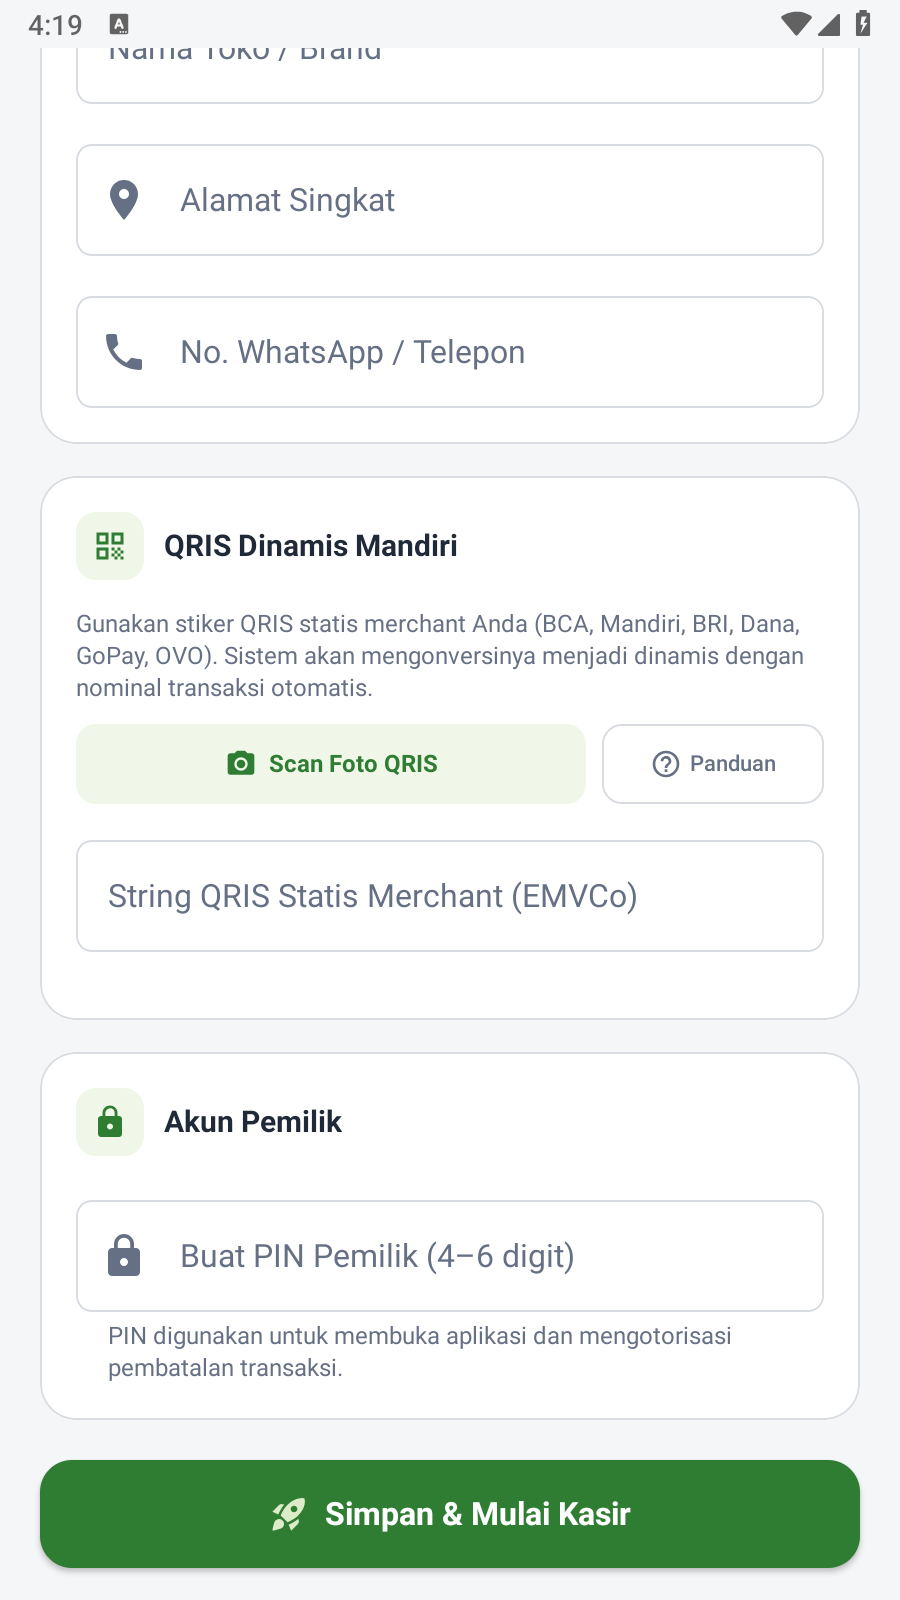 4:19
Nama Toko / Brand
Alamat Singkat
No. WhatsApp / Telepon
QRIS Dinamis Mandiri
Gunakan stiker QRIS statis merchant Anda (BCA, Mandiri, BRI, Dana,
GoPay, OVO). Sistem akan mengonversinya menjadi dinamis dengan
nominal transaksi otomatis.
Scan Foto QRIS
Panduan
String QRIS Statis Merchant (EMVCo)
Akun Pemilik
Buat PIN Pemilik (4–6 digit)
PIN digunakan untuk membuka aplikasi dan mengotorisasi
pembatalan transaksi.
Simpan & Mulai Kasir